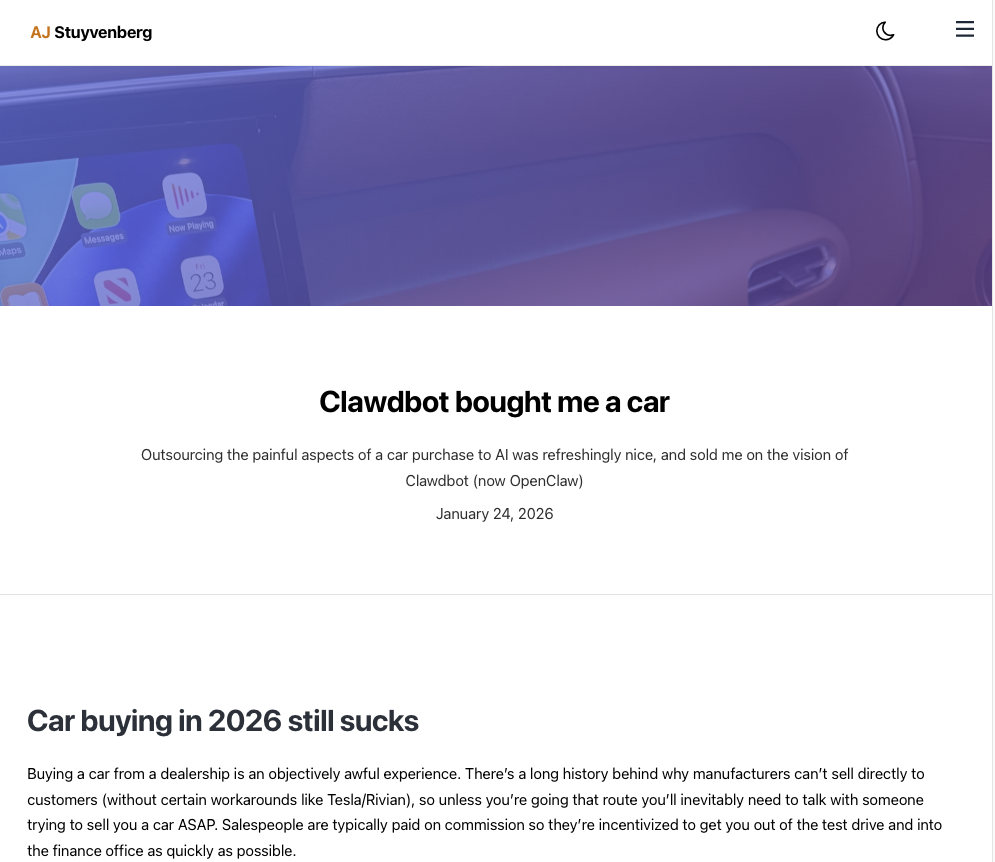 AJ Stuyvenberg
Maps
Messages
Now Playing
FRI
23
Calendar
Clawdbot bought me a car
Outsourcing the painful aspects of a car purchase to AI was refreshingly nice, and sold me on the vision of
Clawdbot (now OpenClaw)
January 24, 2026
Car buying in 2026 still sucks
Buying a car from a dealership is an objectively awful experience. There’s a long history behind why manufacturers can’t sell directly to
customers (without certain workarounds like Tesla/Rivian), so unless you’re going that route you’ll inevitably need to talk with someone
trying to sell you a car ASAP. Salespeople are typically paid on commission so they’re incentivized to get you out of the test drive and into
the finance office as quickly as possible.